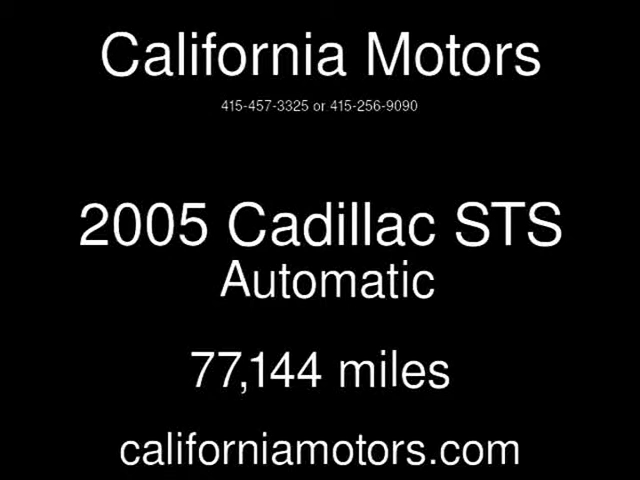 California Motors
415-457-3325 or 415-256-9090
2005 Cadillac STS
Automatic
77,144 miles
californiamotors.com